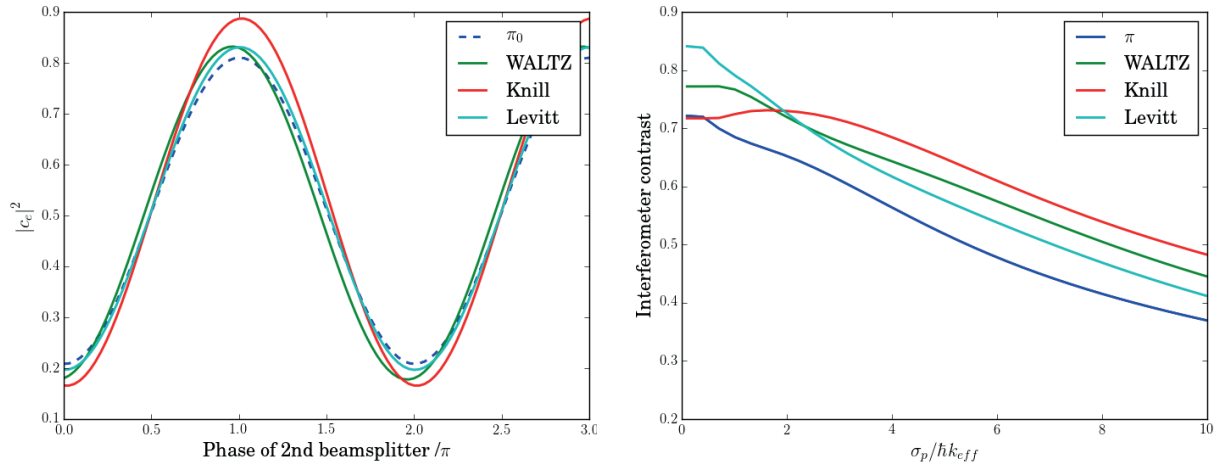 0.9
0.8
0.7
0.6
0.5
0.4
0.3
0.2
0.1
|c_e|^2
π_0
WALTZ
Knill
Levitt
0.0 0.5 1.0 1.5 2.0 2.5 3.0
Phase of 2nd beamsplitter /π
0.9
0.8
0.7
0.6
0.5
0.4
0.3
0.2
Interferometer contrast
π
WALTZ
Knill
Levitt
0 2 4 6 8 10
σ_p/ℏk_{eff}